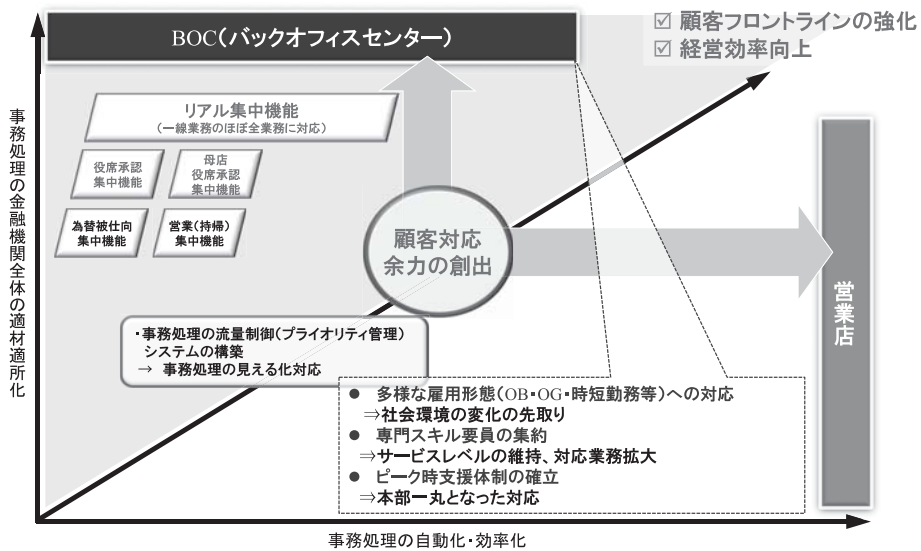 ☑ 顧客フロントラインの強化
☑ 経営効率向上
BOC(バックオフィスセンター)
リアル集中機能
(一線業務のほぼ全業務に対応)
役席承認
集中機能
母店
役席承認
集中機能
為替被仕向
集中機能
営業(持帰)
集中機能
顧客対応
余力の創出
営業店
・事務処理の流量制御(プライオリティ管理)
システムの構築
→ 事務処理の見える化対応
● 多様な雇用形態(OB・OG・時短勤務等)への対応
⇒社会環境の変化の先取り
● 専門スキル要員の集約
⇒サービスレベルの維持、対応業務拡大
● ピーク時支援体制の確立
⇒本部一丸となった対応
事務処理の金融機関全体の適材適所化
事務処理の自動化・効率化